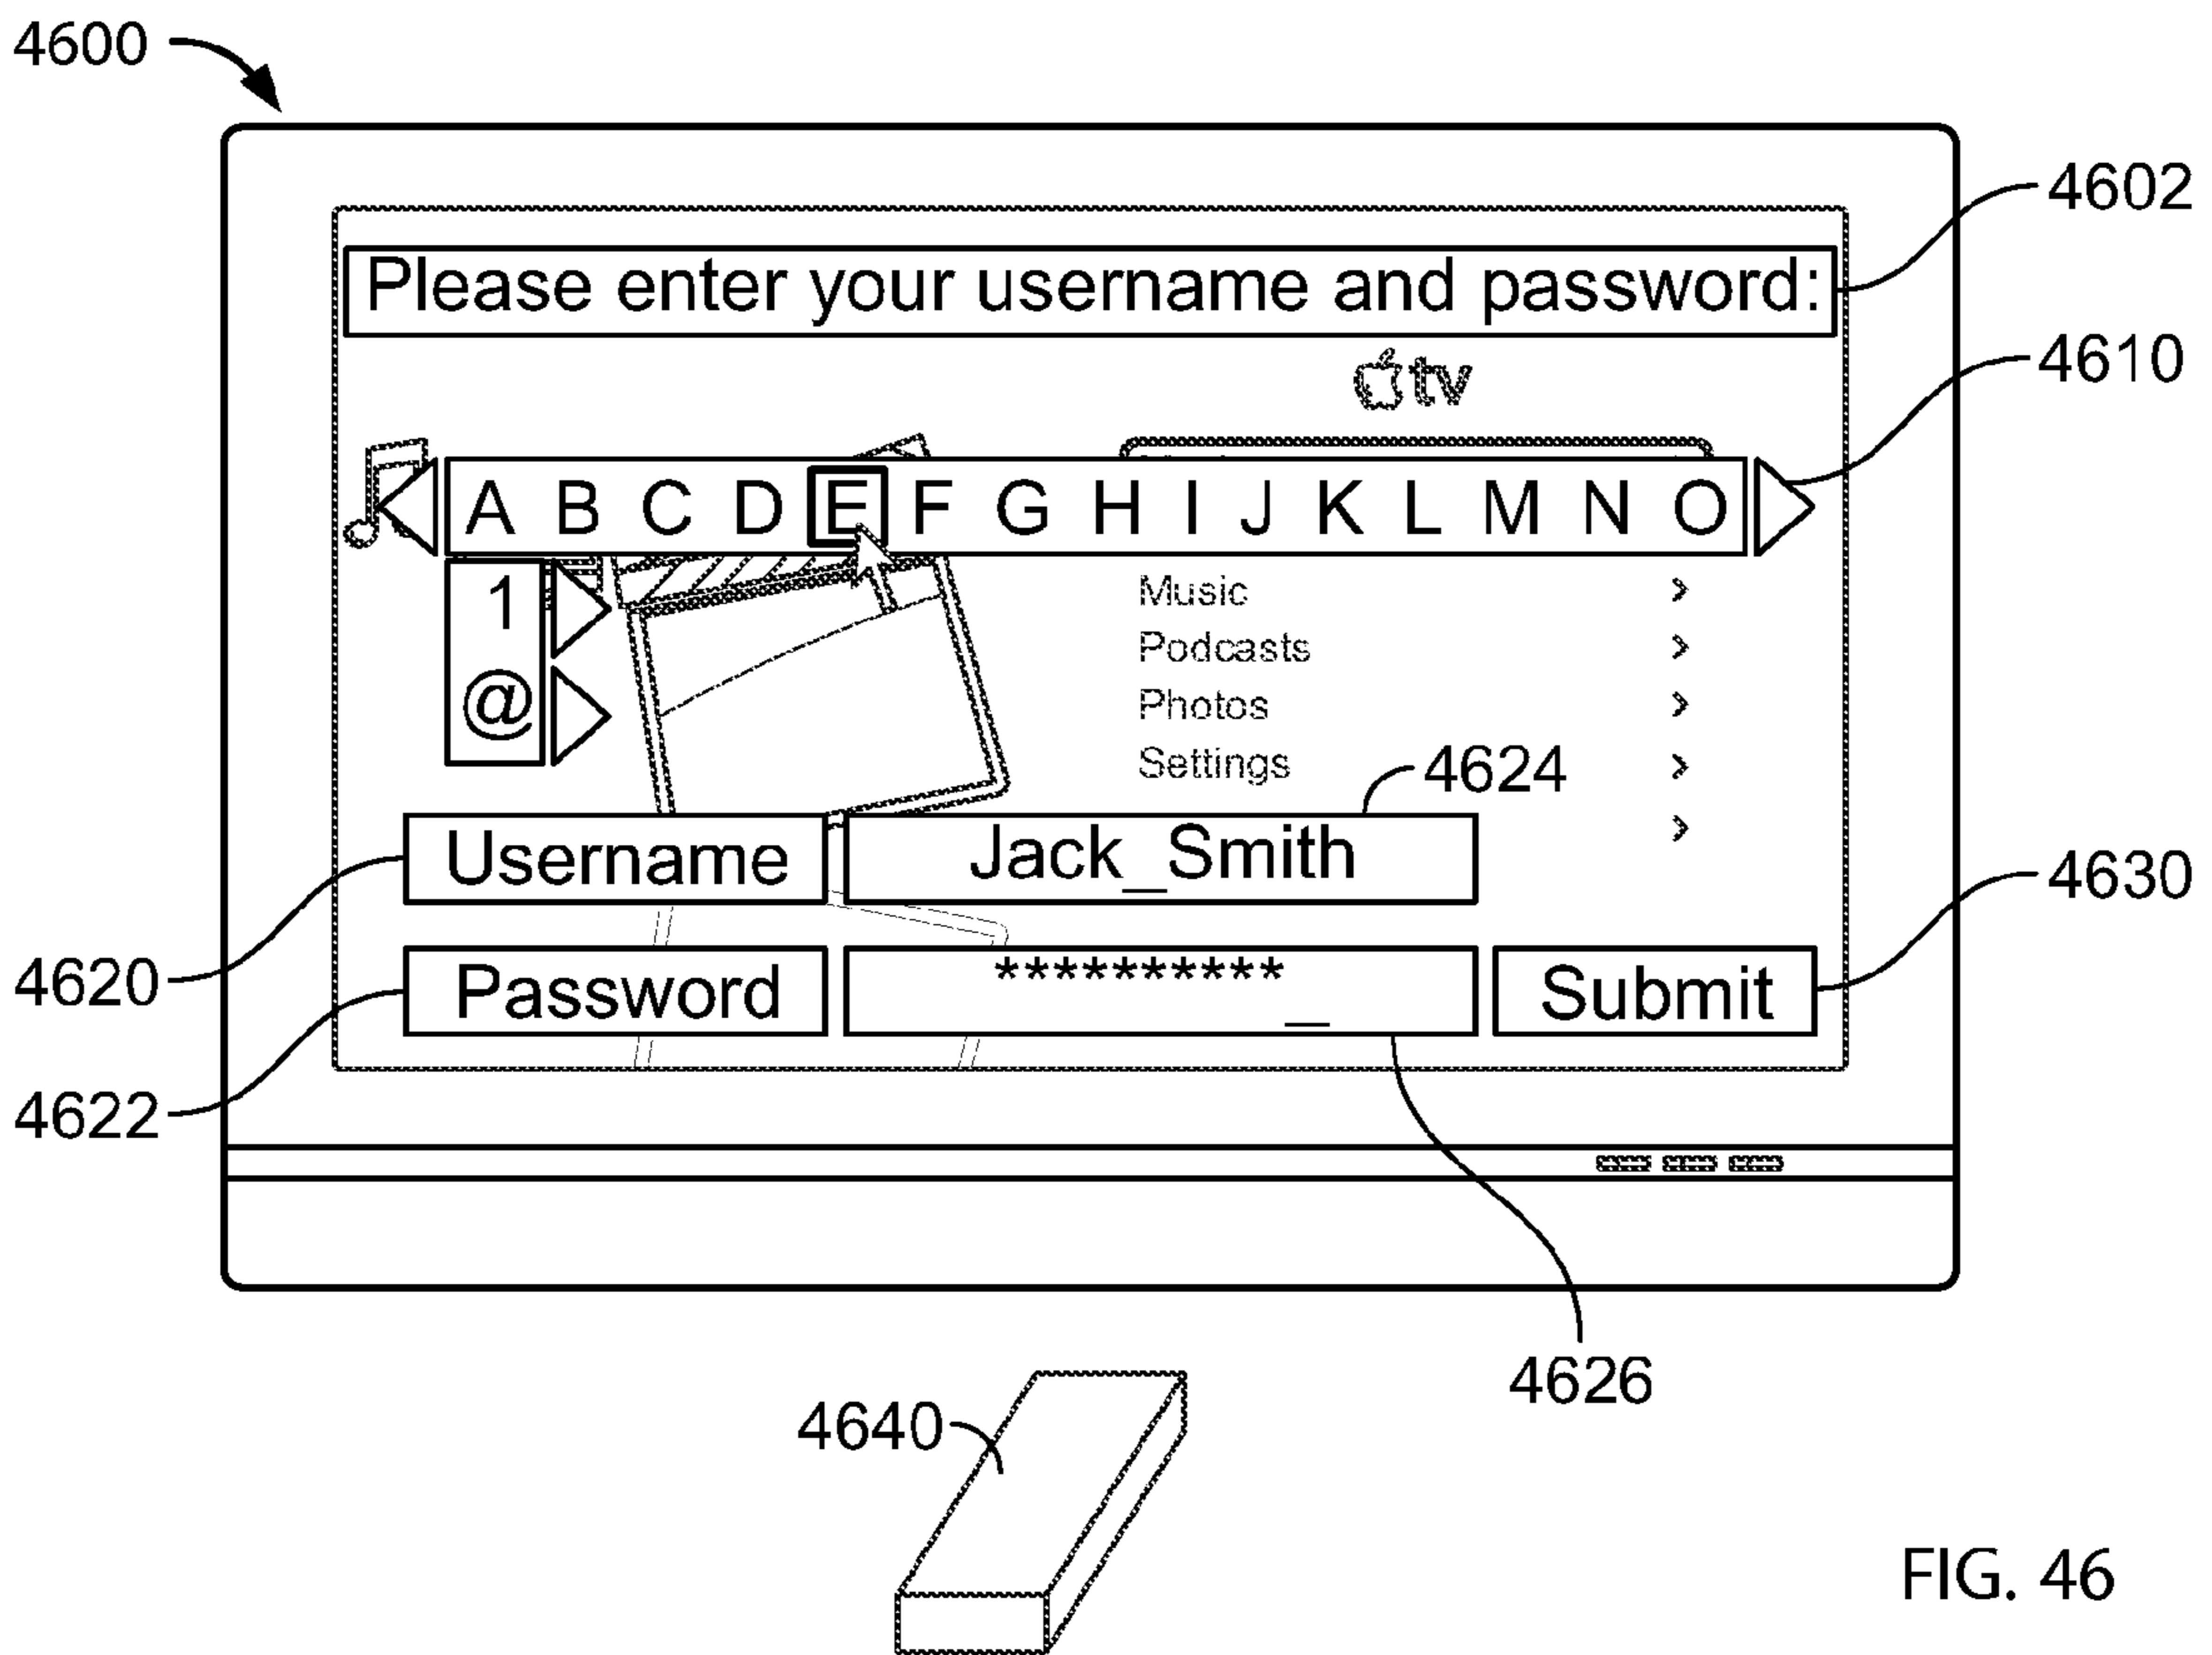 4600
4602
Please enter your username and password:
tv
4610
A B C D E F G H I J K L M N O
1
@
Music
Podcasts
Photos
Settings
4624
Username
Jack_Smith
4620
4630
Password
**********_
Submit
4622
4626
4640
FIG. 46